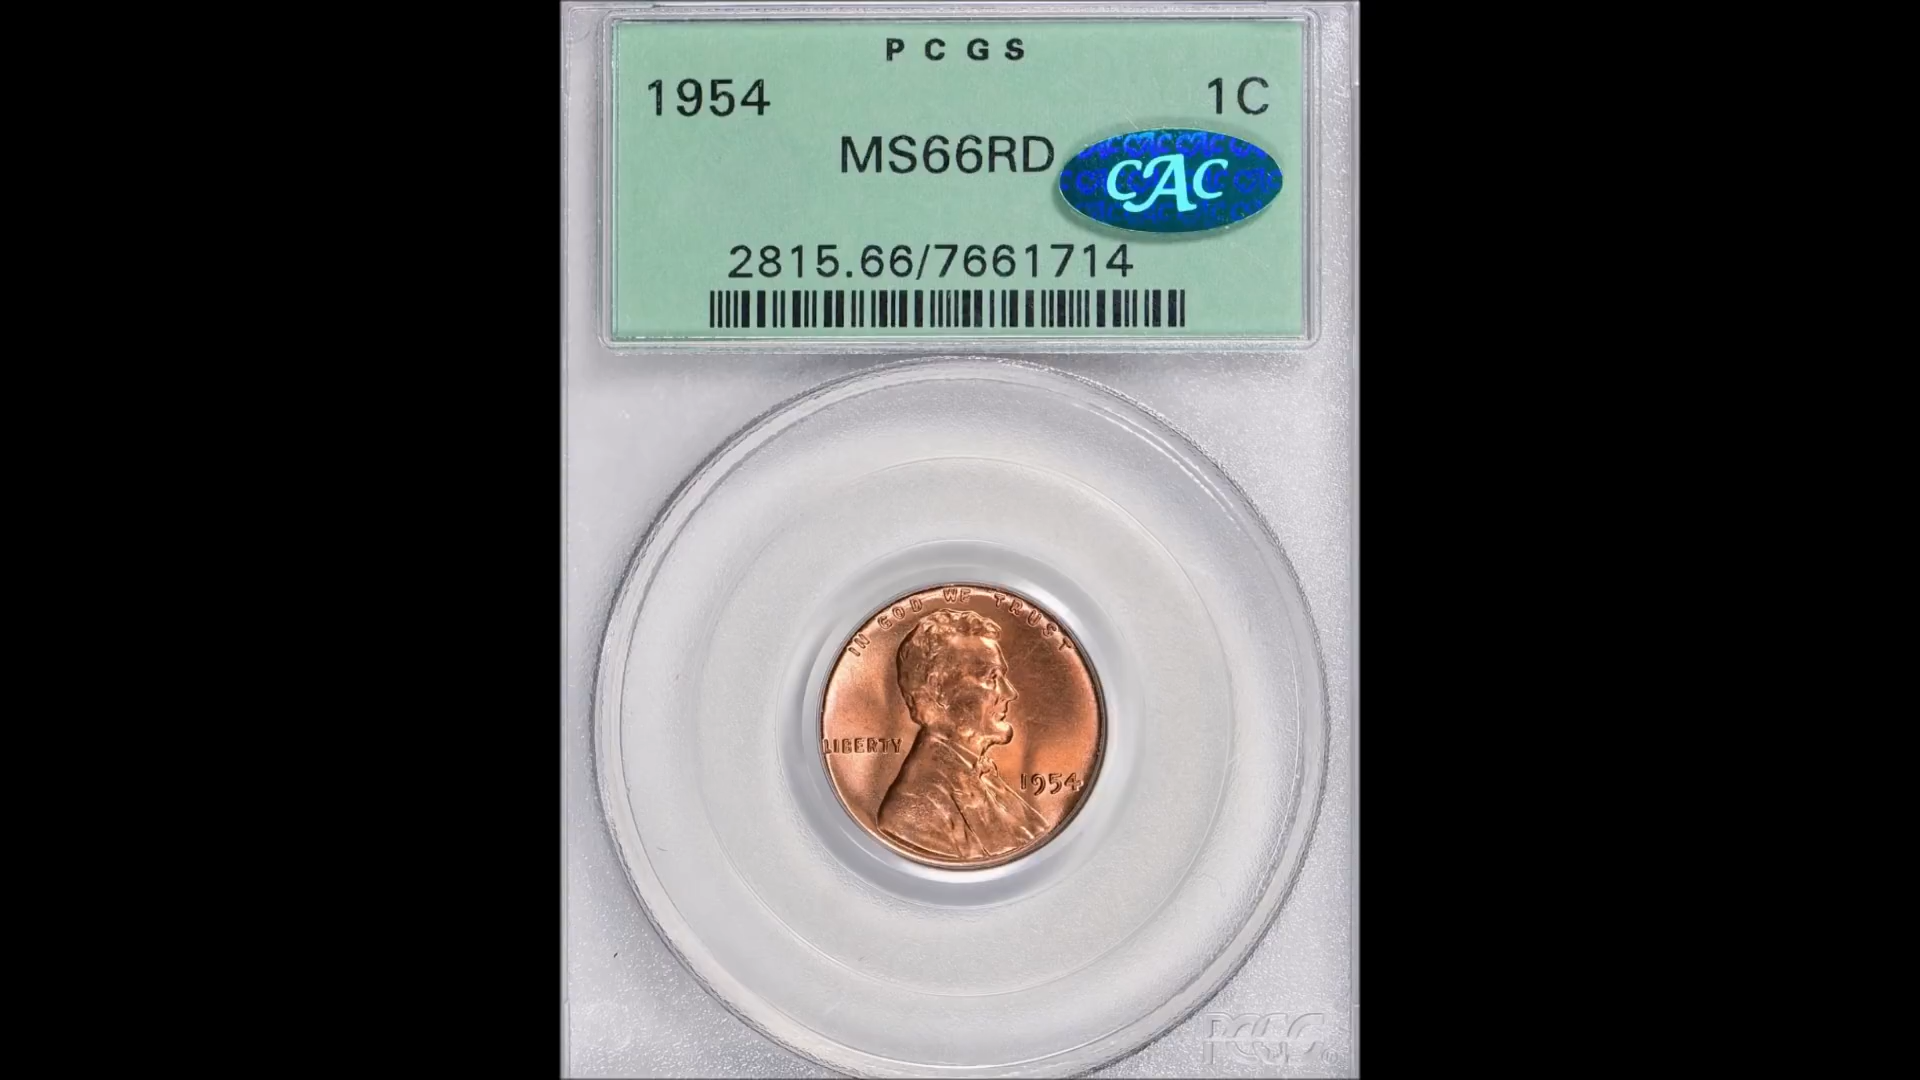 PCGS
1954 1C
MS66RD
CAC
2815.66/7661714
IN GOD WE TRUST
LIBERTY
1954
PCGS